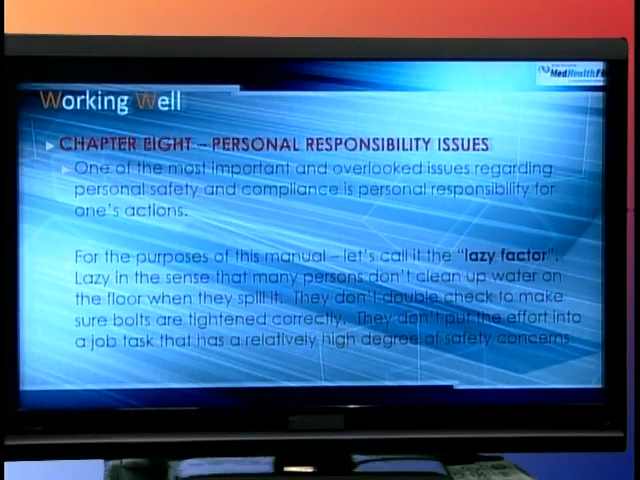 MedHealthFit
Working Well
CHAPTER EIGHT – PERSONAL RESPONSIBILITY ISSUES
One of the most important and overlooked issues regarding
personal safety and compliance is personal responsibility for
one's actions.
For the purposes of this manual – let's call it the "lazy factor".
Lazy in the sense that many persons don't clean up water on
the floor when they spill it. They don't double check to make
sure bolts are tightened correctly. They don't put the effort into
a job task that has a relatively high degree of safety concerns